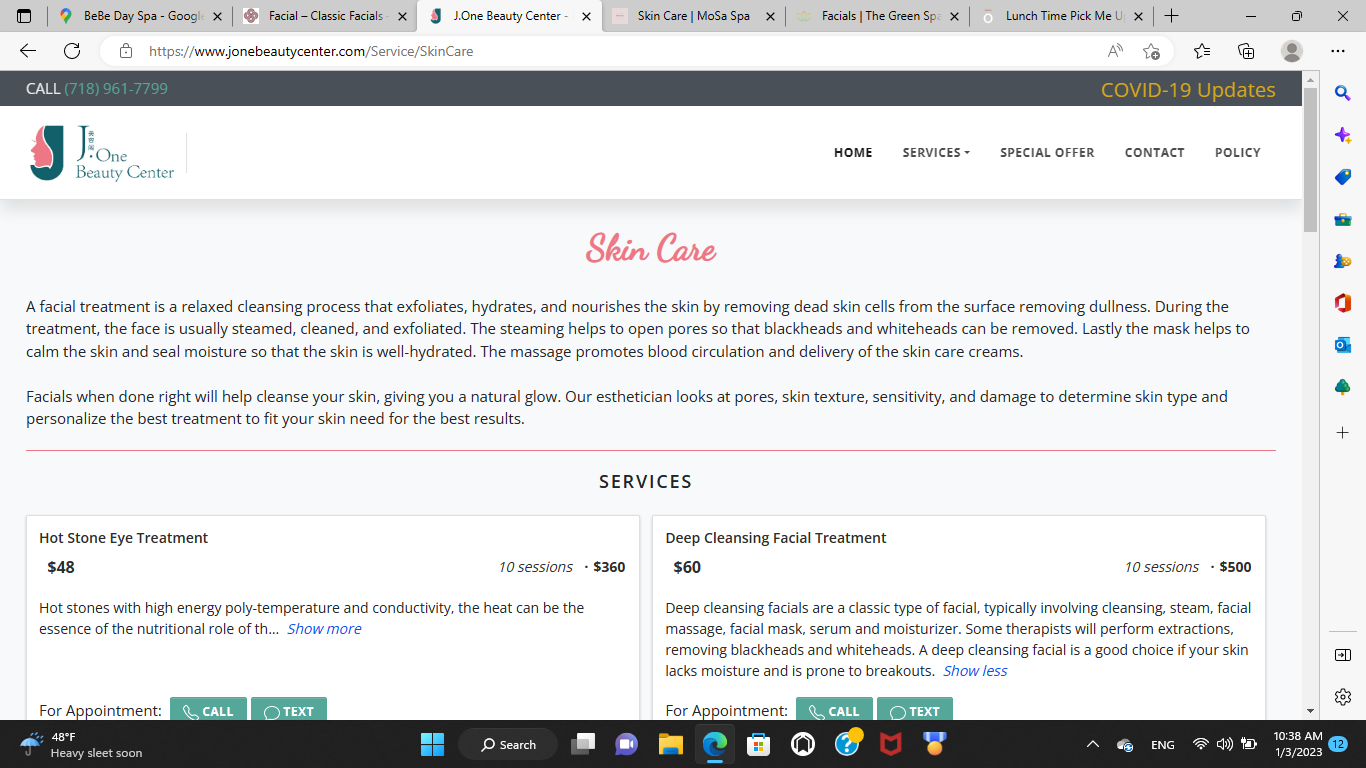 BeBe Day Spa - Google
Facial – Classic Facials -
J.One Beauty Center -
Skin Care | MoSa Spa
Facials | The Green Spa
Lunch Time Pick Me U
https://www.jonebeautycenter.com/Service/SkinCare
CALL (718) 961-7799
COVID-19 Updates
J.One
美容阁
Beauty Center
HOME SERVICES SPECIAL OFFER CONTACT POLICY
Skin Care
A facial treatment is a relaxed cleansing process that exfoliates, hydrates, and nourishes the skin by removing dead skin cells from the surface removing dullness. During the
treatment, the face is usually steamed, cleaned, and exfoliated. The steaming helps to open pores so that blackheads and whiteheads can be removed. Lastly the mask helps to
calm the skin and seal moisture so that the skin is well-hydrated. The massage promotes blood circulation and delivery of the skin care creams.
Facials when done right will help cleanse your skin, giving you a natural glow. Our esthetician looks at pores, skin texture, sensitivity, and damage to determine skin type and
personalize the best treatment to fit your skin need for the best results.
SERVICES
Hot Stone Eye Treatment
$48 10 sessions · $360
Hot stones with high energy poly-temperature and conductivity, the heat can be the
essence of the nutritional role of th... Show more
For Appointment: CALL TEXT
Deep Cleansing Facial Treatment
$60 10 sessions · $500
Deep cleansing facials are a classic type of facial, typically involving cleansing, steam, facial
massage, facial mask, serum and moisturizer. Some therapists will perform extractions,
removing blackheads and whiteheads. A deep cleansing facial is a good choice if your skin
lacks moisture and is prone to breakouts. Show less
For Appointment: CALL TEXT
48°F
Heavy sleet soon
Search
ENG
10:38 AM
1/3/2023
12